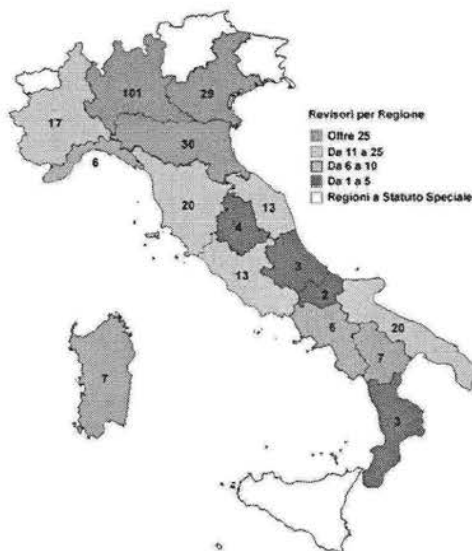 101
29
17
30
6
Revisori per Regione
Oltre 25
Da 11 a 25
Da 6 a 10
Da 1 a 5
Regioni a Statuto Speciale
20
13
4
3
13
2
6
20
7
7
3